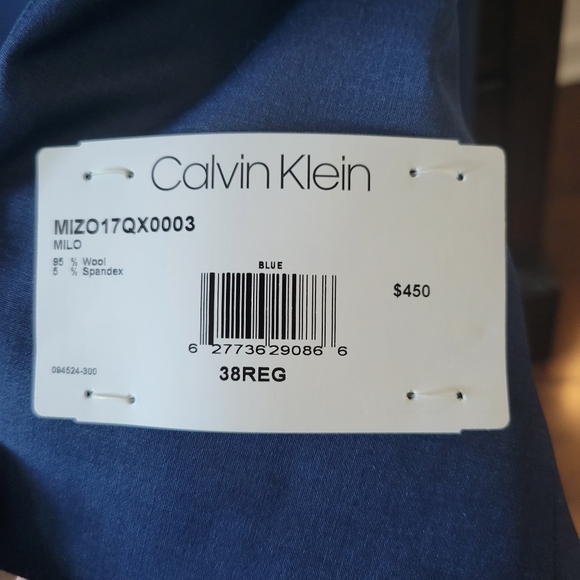 Calvin Klein
MIZO17QX0003
MILO
95 % Wool
5 % Spandex
BLUE
$450
6 27736 29086 6
38REG
094524-300